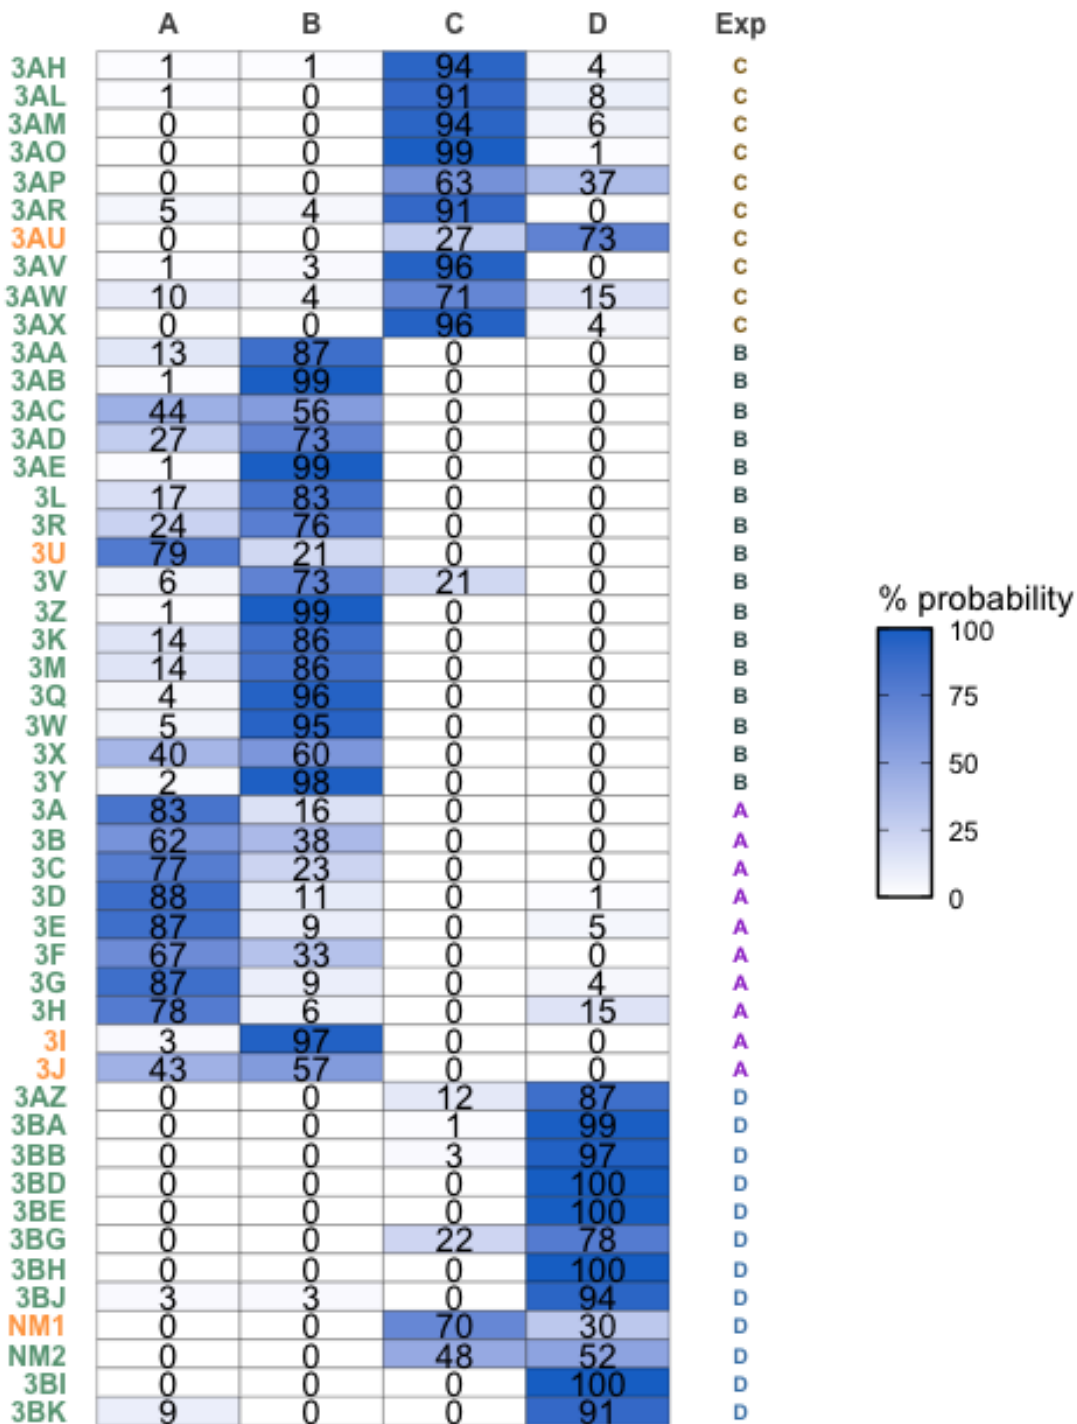 A B C D Exp
3AH 1 1 94 4 C
3AL 1 0 91 8 C
3AM 0 0 94 6 C
3AO 0 0 99 1 C
3AP 0 0 63 37 C
3AR 5 4 91 0 C
3AU 0 0 27 73 C
3AV 1 3 96 0 C
3AW 10 4 71 15 C
3AX 0 0 96 4 C
3AA 13 87 0 0 B
3AB 1 99 0 0 B
3AC 44 56 0 0 B
3AD 27 73 0 0 B
3AE 1 99 0 0 B
3L 17 83 0 0 B
3R 24 76 0 0 B
3U 79 21 0 0 B
3V 6 73 21 0 B
% probability
3Z 1 99 0 0 B
100
3K 14 86 0 0 B
3M 14 86 0 0 B
3Q 4 96 0 0 B
75
3W 5 95 0 0 B
3X 40 60 0 0 B
50
3Y 2 98 0 0 B
3A 83 16 0 0 A
25
3B 62 38 0 0 A
3C 77 23 0 0 A
3D 88 11 0 1 A
0
3E 87 9 0 5 A
3F 67 33 0 0 A
3G 87 9 0 4 A
3H 78 6 0 15 A
3I 3 97 0 0 A
3J 43 57 0 0 A
3AZ 0 0 12 87 D
3BA 0 0 1 99 D
3BB 0 0 3 97 D
3BD 0 0 0 100 D
3BE 0 0 0 100 D
3BG 0 0 22 78 D
3BH 0 0 0 100 D
3BJ 3 3 0 94 D
NM1 0 0 70 30 D
NM2 0 0 48 52 D
3BI 0 0 0 100 D
3BK 9 0 0 91 D